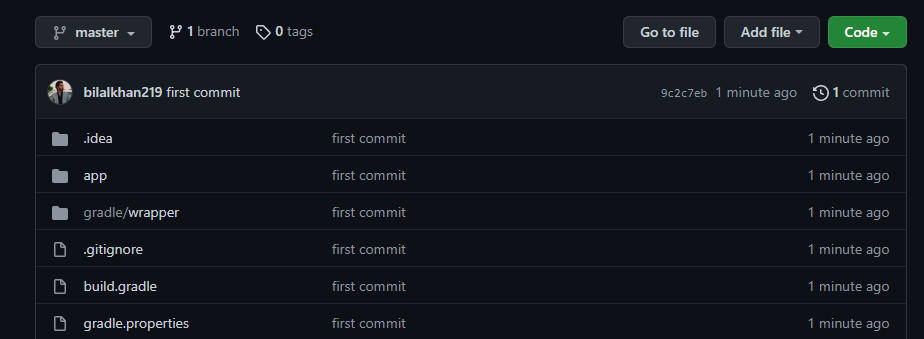 master 1 branch 0 tags Go to file Add file Code
bilalkhan219 first commit 9c2c7eb 1 minute ago 1 commit
.idea first commit 1 minute ago
app first commit 1 minute ago
gradle/wrapper first commit 1 minute ago
.gitignore first commit 1 minute ago
build.gradle first commit 1 minute ago
gradle.properties first commit 1 minute ago